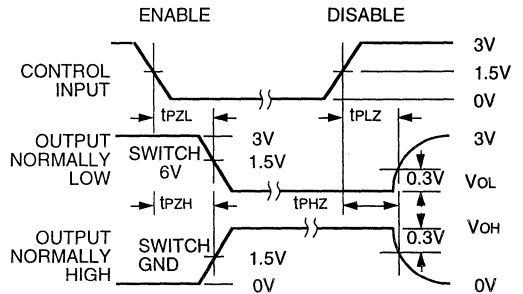 ENABLE DISABLE
3V
CONTROL INPUT 1.5V
0V
tPZL tPLZ
OUTPUT NORMALLY LOW
SWITCH 6V
3V 3V
1.5V
0.3V VOL
tPZH tPHZ
OUTPUT NORMALLY HIGH
SWITCH GND
VOH
0.3V
1.5V
0V 0V